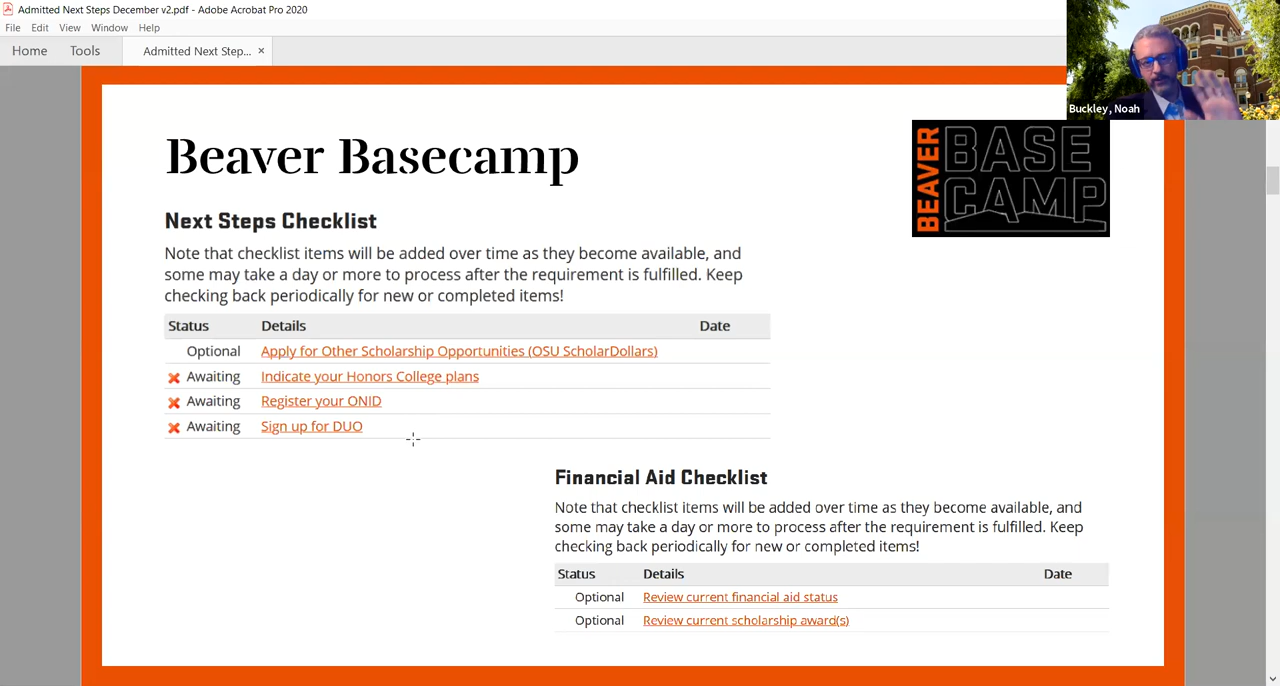 Admitted Next Steps December v2.pdf - Adobe Acrobat Pro 2020
File Edit View Window Help
Home Tools Admitted Next Step... ×
Buckley, Noah
Beaver Basecamp
BEAVER
BASE
CAMP
Next Steps Checklist
Note that checklist items will be added over time as they become available, and
some may take a day or more to process after the requirement is fulfilled. Keep
checking back periodically for new or completed items!
Status Details Date
Optional Apply for Other Scholarship Opportunities (OSU ScholarDollars)
Awaiting Indicate your Honors College plans
Awaiting Register your ONID
Awaiting Sign up for DUO
Financial Aid Checklist
Note that checklist items will be added over time as they become available, and
some may take a day or more to process after the requirement is fulfilled. Keep
checking back periodically for new or completed items!
Status Details Date
Optional Review current financial aid status
Optional Review current scholarship award(s)